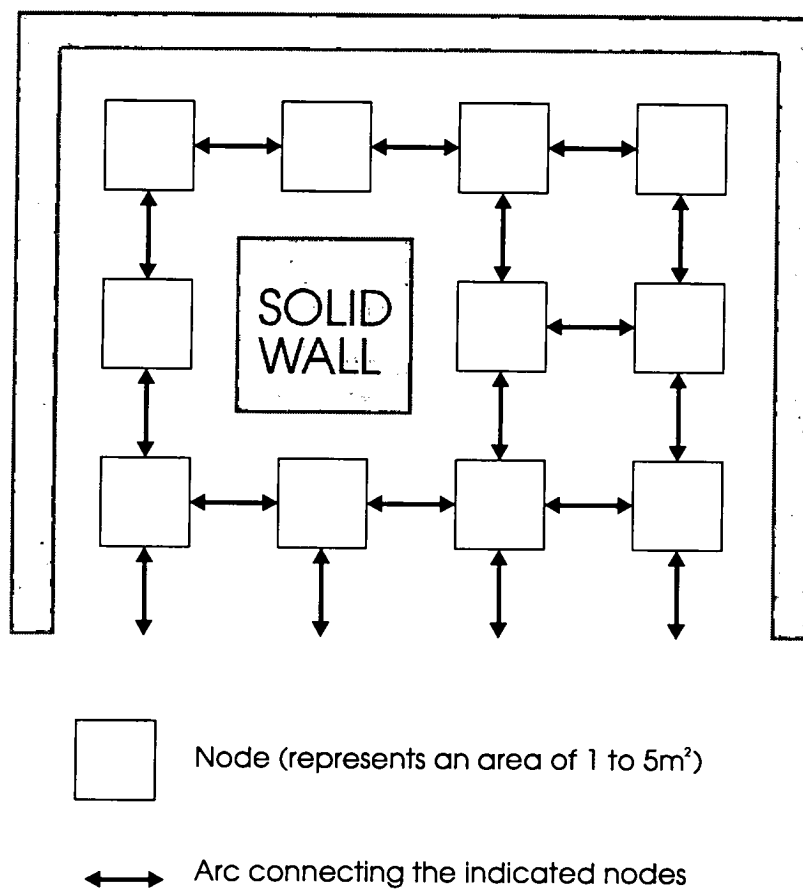 SOLID
WALL
Node (represents an area of 1 to 5m²)
Arc connecting the indicated nodes